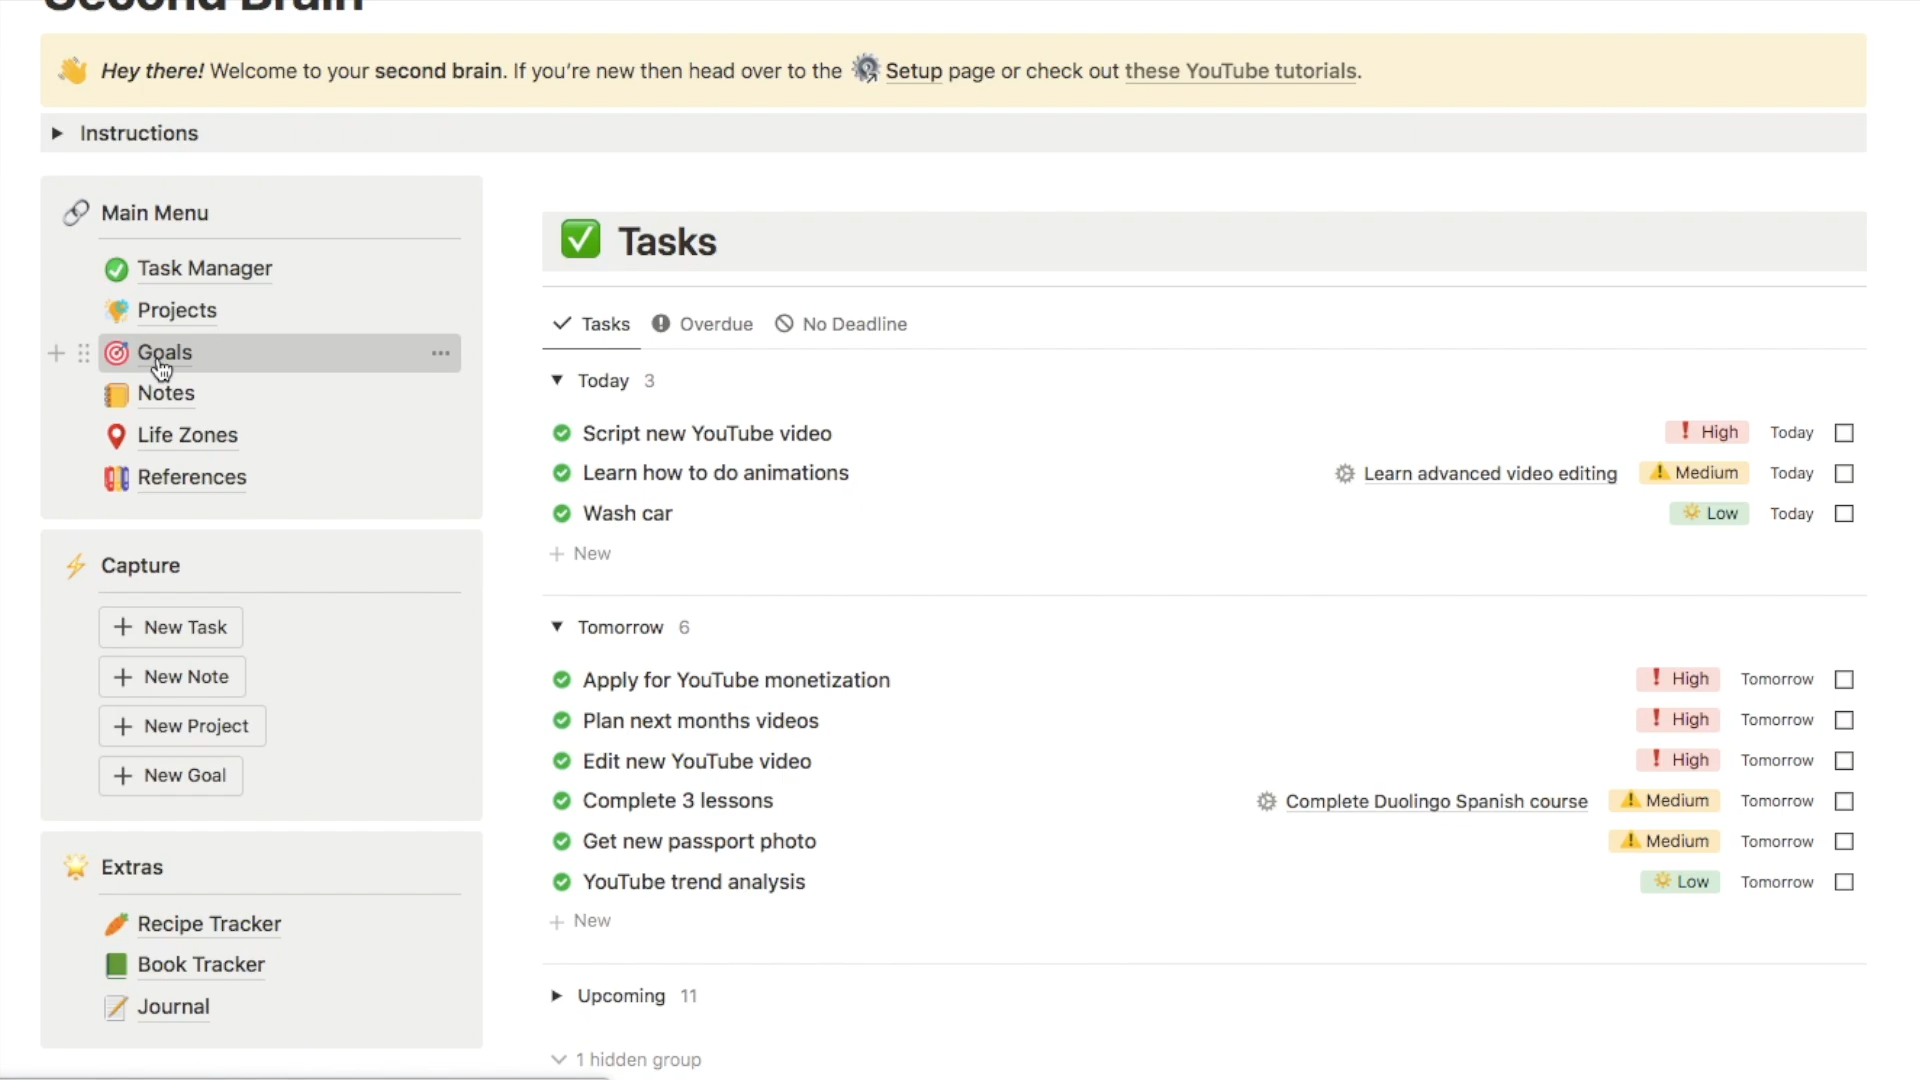 Second Brain
Hey there! Welcome to your second brain. If you're new then head over to the Setup page or check out these YouTube tutorials.
Instructions
Main Menu
Task Manager
Projects
Goals
Notes
Life Zones
References
Capture
New Task
New Note
New Project
New Goal
Extras
Recipe Tracker
Book Tracker
Journal
Tasks
Tasks Overdue No Deadline
Today 3
Script new YouTube video High Today
Learn how to do animations Learn advanced video editing Medium Today
Wash car Low Today
New
Tomorrow 6
Apply for YouTube monetization High Tomorrow
Plan next months videos High Tomorrow
Edit new YouTube video High Tomorrow
Complete 3 lessons Complete Duolingo Spanish course Medium Tomorrow
Get new passport photo Medium Tomorrow
YouTube trend analysis Low Tomorrow
New
Upcoming 11
1 hidden group